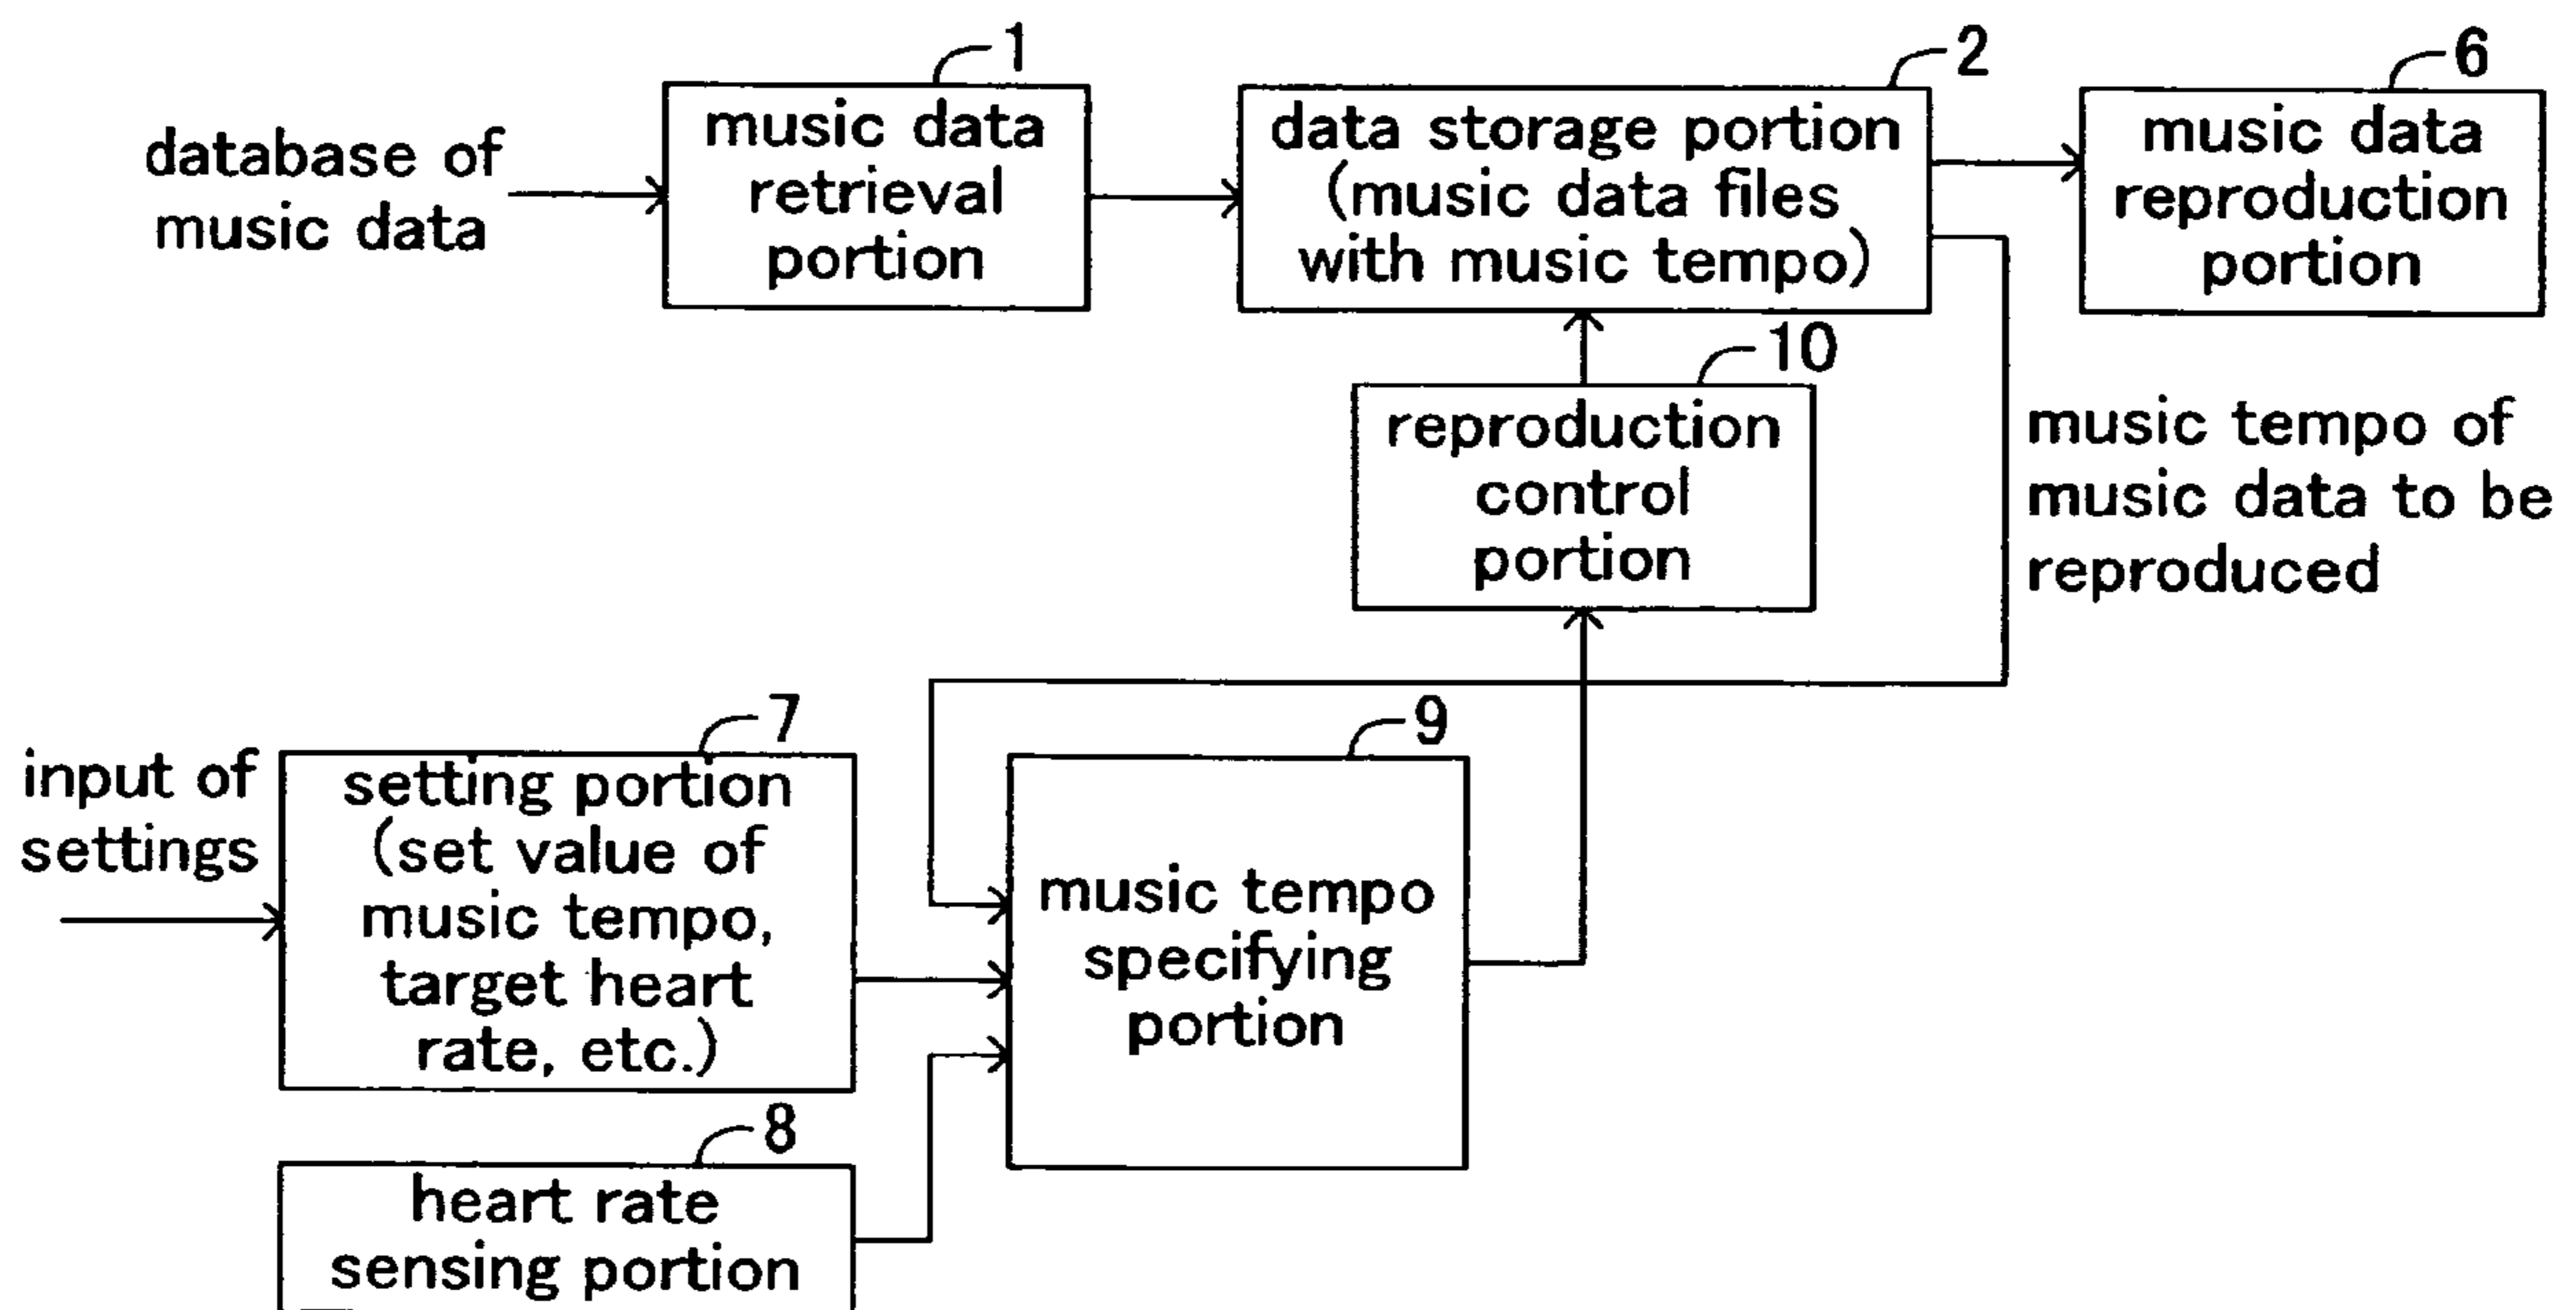 1
2
6
database of
music data
music data
retrieval
portion
data storage portion
(music data files
with music tempo)
music data
reproduction
portion
10
reproduction
control
portion
music tempo of
music data to be
reproduced
7
9
input of
settings
setting portion
(set value of
music tempo,
target heart
rate, etc.)
music tempo
specifying
portion
8
heart rate
sensing portion